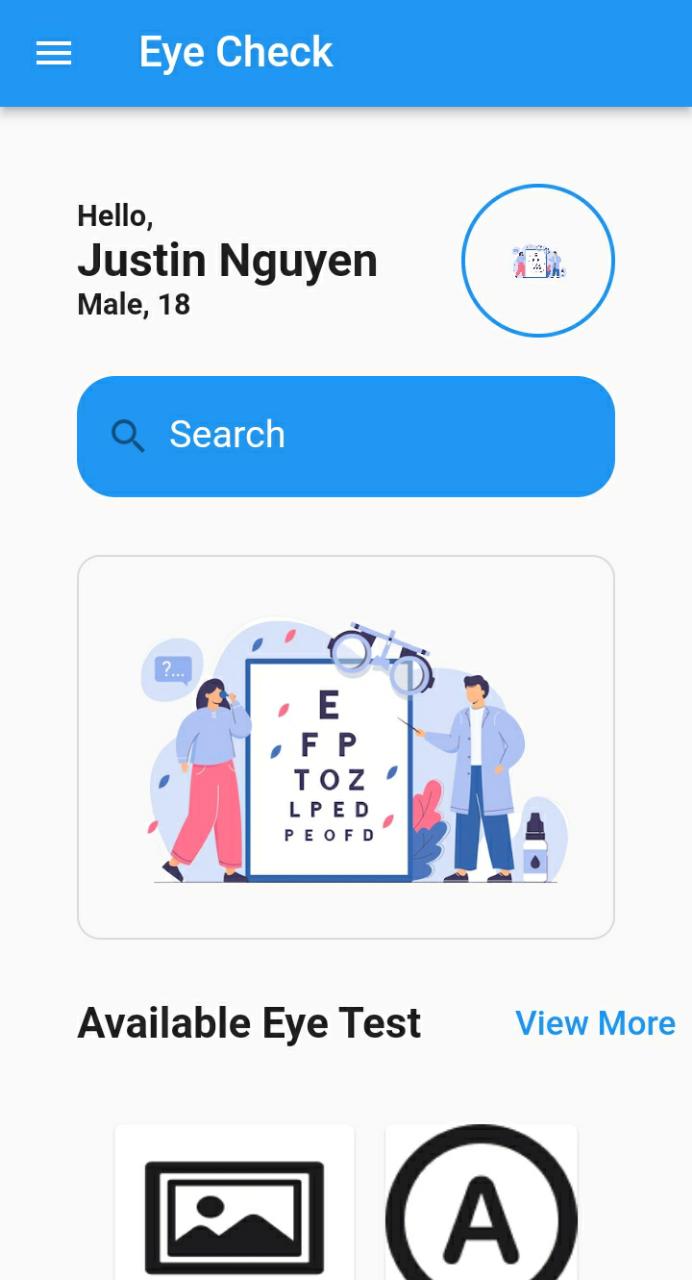 Eye Check
Hello,
Justin Nguyen
Male, 18
Search
?...
E
F P
T O Z
L P E D
P E O F D
Available Eye Test
View More
A